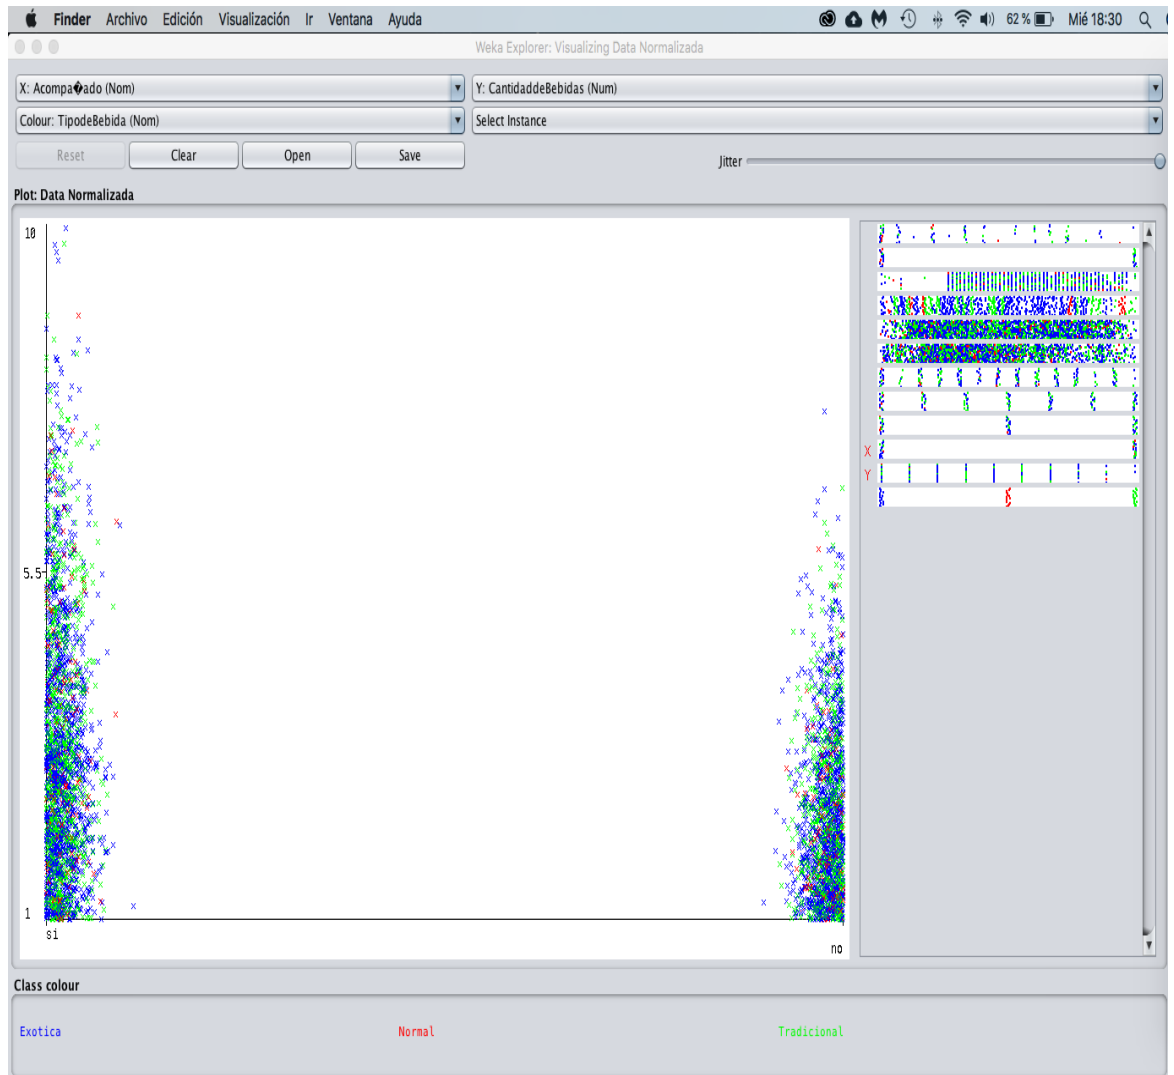 Finder Archivo Edición Visualización Ir Ventana Ayuda 62 % Mié 18:30
Weka Explorer: Visualizing Data Normalizada
X: Acompa�ado (Nom) Y: CantidaddeBebidas (Num)
Colour: TipodeBebida (Nom) Select Instance
Reset Clear Open Save Jitter
Plot: Data Normalizada
10
X
Y
5.5
1
si
no
Class colour
Exotica Normal Tradicional